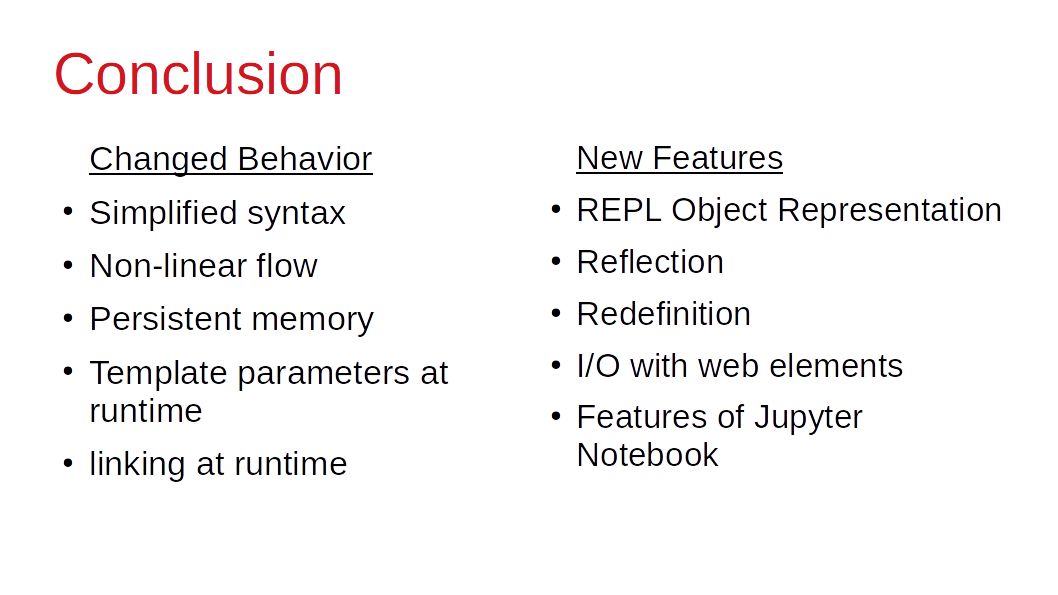 Conclusion
Changed Behavior
• Simplified syntax
• Non-linear flow
• Persistent memory
• Template parameters at
runtime
• linking at runtime
New Features
• REPL Object Representation
• Reflection
• Redefinition
• I/O with web elements
• Features of Jupyter
Notebook